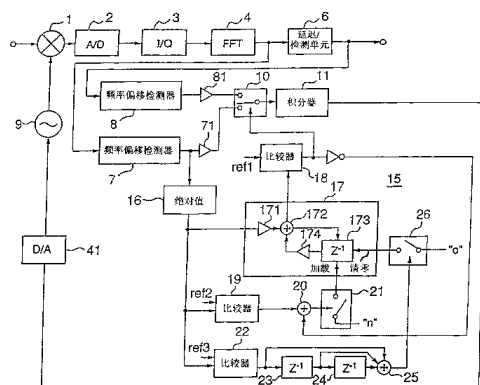 1
2
3
4
6
A/D
I/Q
FFT
延迟/
检测单元
81
10
11
频率偏移检测器
积分器
8
9
71
频率偏移检测器
7
ref1
比较器
18
15
16
绝对值
17
171
172
173
174
Z⁻¹
26
D/A
41
加载
清零
"0"
19
ref2
比较器
20
21
"n"
22
ref3
比较器
Z⁻¹
Z⁻¹
23
24
25